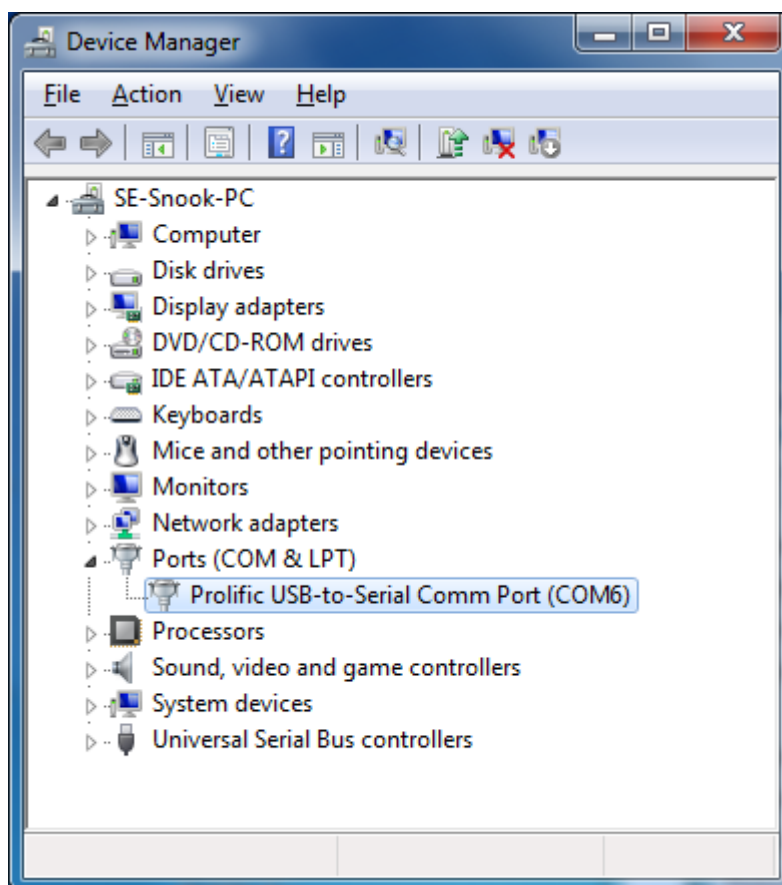 Device Manager
File Action View Help
SE-Snook-PC
Computer
Disk drives
Display adapters
DVD/CD-ROM drives
IDE ATA/ATAPI controllers
Keyboards
Mice and other pointing devices
Monitors
Network adapters
Ports (COM & LPT)
Prolific USB-to-Serial Comm Port (COM6)
Processors
Sound, video and game controllers
System devices
Universal Serial Bus controllers